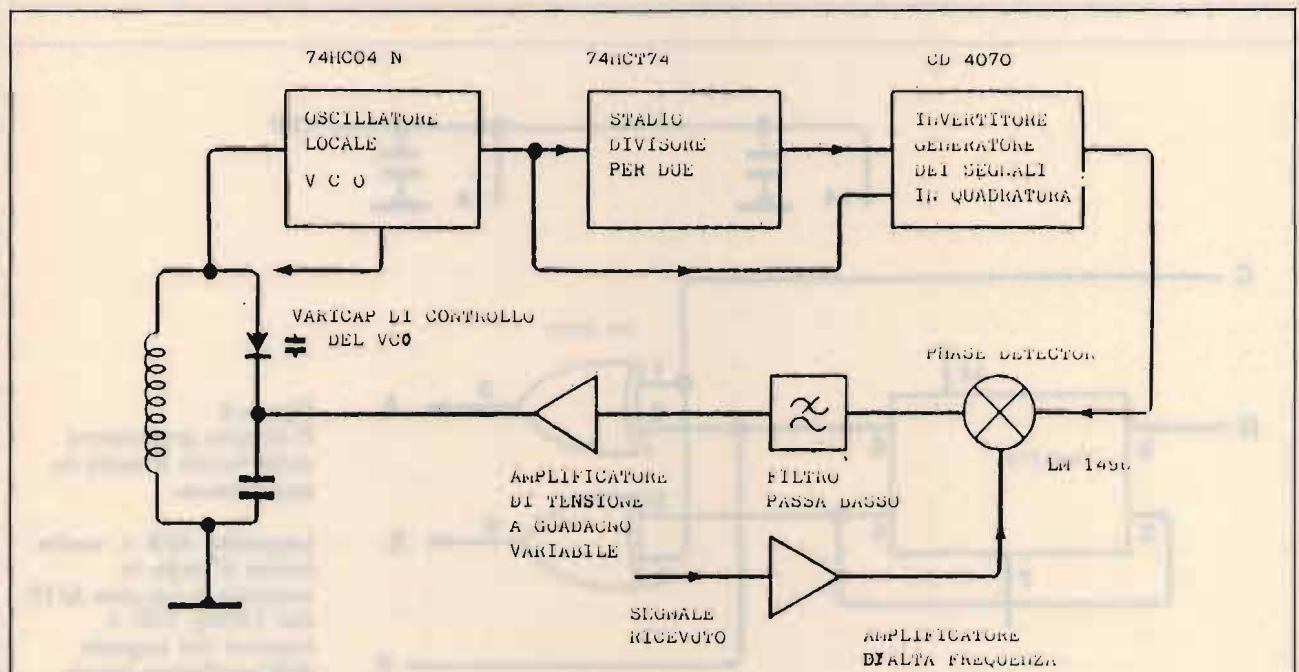 74HC04 N
74HCT74
CD 4070
OSCILLATORE
LOCALE
V C O
STADIO
DIVISORE
PER DUE
INVERTITORE
GENERATORE
DEI SEGNALI
IN QUADRATURA
VARICAP DI CONTROLLO
DEL VCO
PHASE DETECTOR
LM 1496
AMPLIFICATORE
DI TENSIONE
A GUADAGNO
VARIABILE
FILTRO
PASSA BASSO
SEGNALE
RICEVUTO
AMPLIFICATORE
DI ALTA FREQUENZA